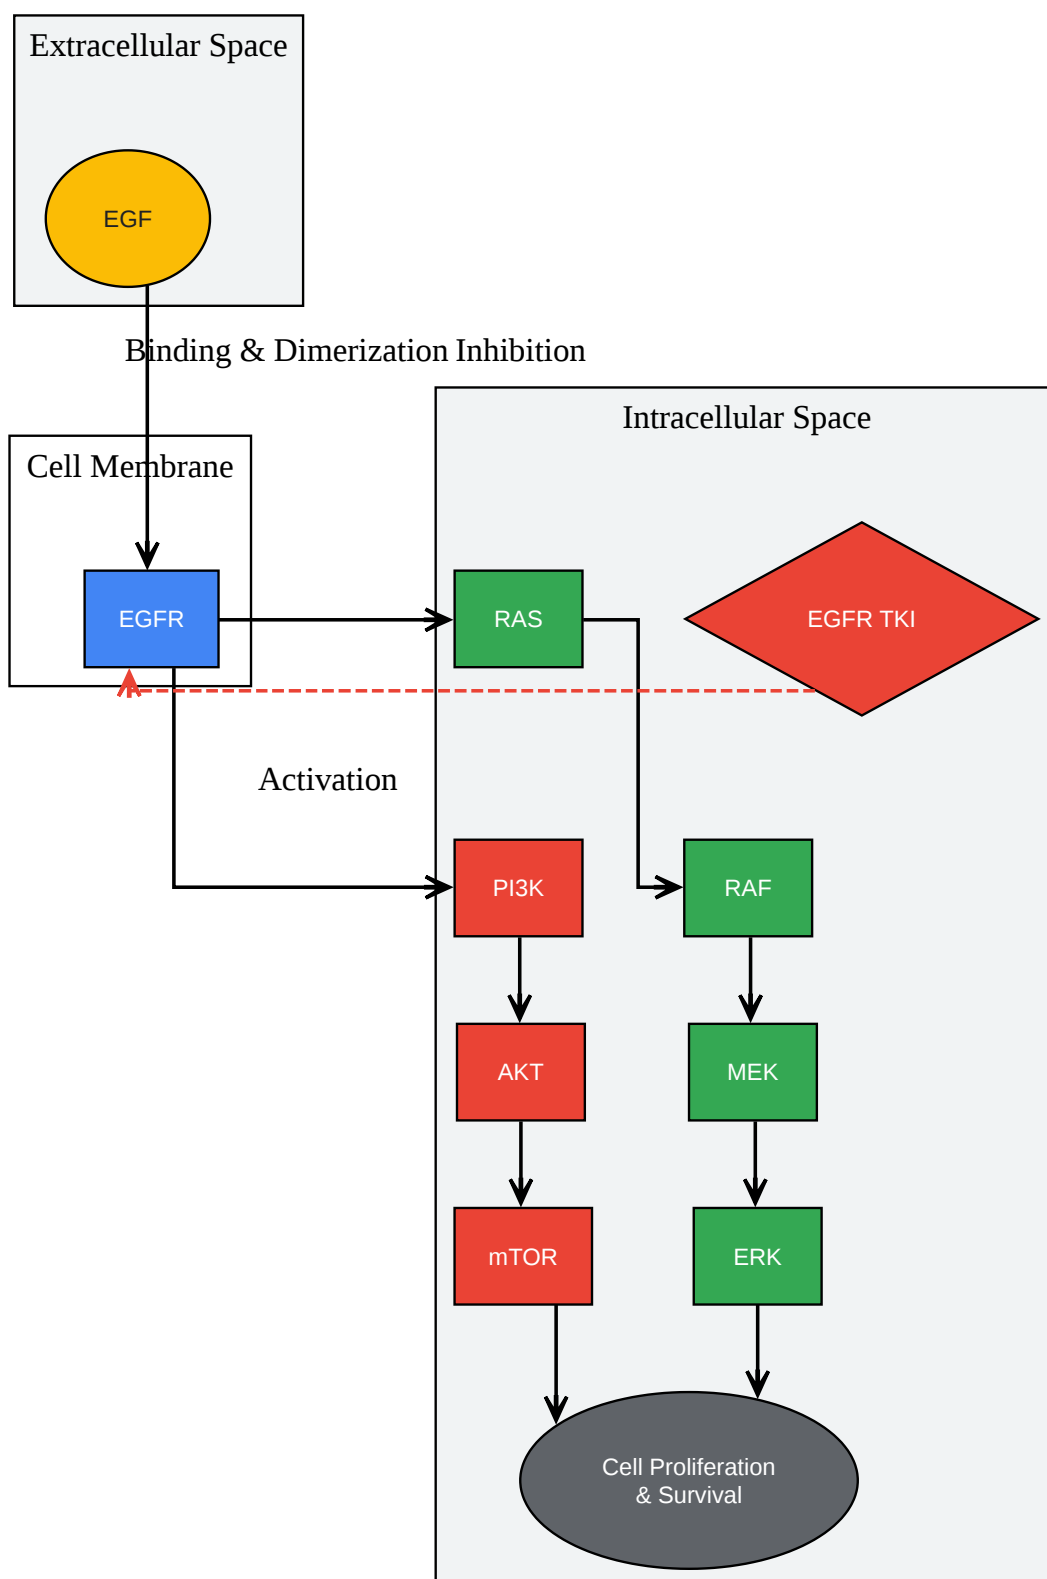 Extracellular Space
EGF
Binding & Dimerization
Inhibition
Intracellular Space
Cell Membrane
EGFR
RAS
EGFR TKI
Activation
PI3K
RAF
AKT
MEK
mTOR
ERK
Cell Proliferation
& Survival